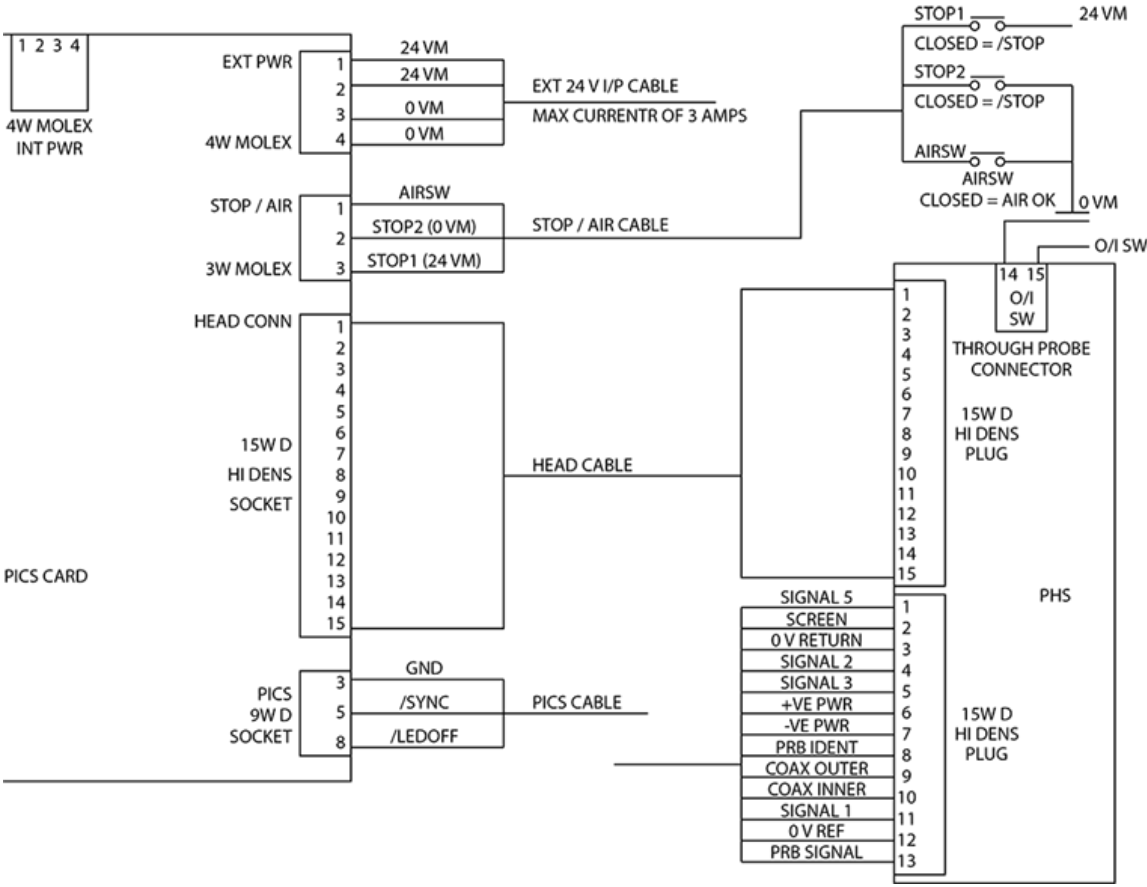 1 2 3 4
4W MOLEX
INT PWR
EXT PWR
4W MOLEX
1
2
3
4
24 VM
24 VM
0 VM
0 VM
EXT 24 V I/P CABLE
MAX CURRENTR OF 3 AMPS
STOP / AIR
3W MOLEX
1
2
3
AIRSW
STOP2 (0 VM)
STOP1 (24 VM)
STOP / AIR CABLE
STOP1
24 VM
CLOSED = /STOP
STOP2
CLOSED = /STOP
AIRSW
AIRSW
CLOSED = AIR OK
0 VM
O/I SW
14 15
O/I
SW
THROUGH PROBE
CONNECTOR
HEAD CONN
15W D
HI DENS
SOCKET
1
2
3
4
5
6
7
8
9
10
11
12
13
14
15
HEAD CABLE
1
2
3
4
5
6
7
8
9
10
11
12
13
14
15
15W D
HI DENS
PLUG
PICS CARD
PHS
PICS
9W D
SOCKET
3
5
8
GND
/SYNC
/LEDOFF
PICS CABLE
SIGNAL 5
SCREEN
0 V RETURN
SIGNAL 2
SIGNAL 3
+VE PWR
-VE PWR
PRB IDENT
COAX OUTER
COAX INNER
SIGNAL 1
0 V REF
PRB SIGNAL
1
2
3
4
5
6
7
8
9
10
11
12
13
15W D
HI DENS
PLUG